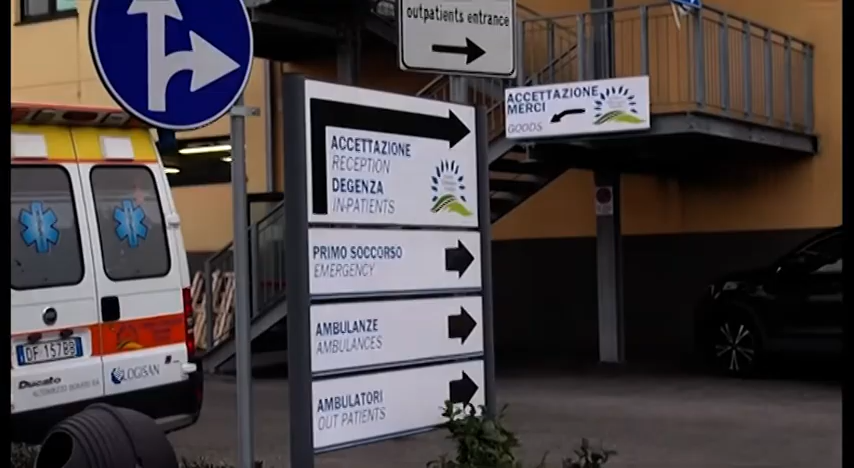 outpatients entrance
ACCETTAZIONE
MERCI
GOODS
ACCETTAZIONE
RECEPTION
DEGENZA
IN-PATIENTS
PRIMO SOCCORSO
EMERGENCY
AMBULANZE
AMBULANCES
AMBULATORI
OUT PATIENTS
DF 157BB
Ducato
LOGISAN